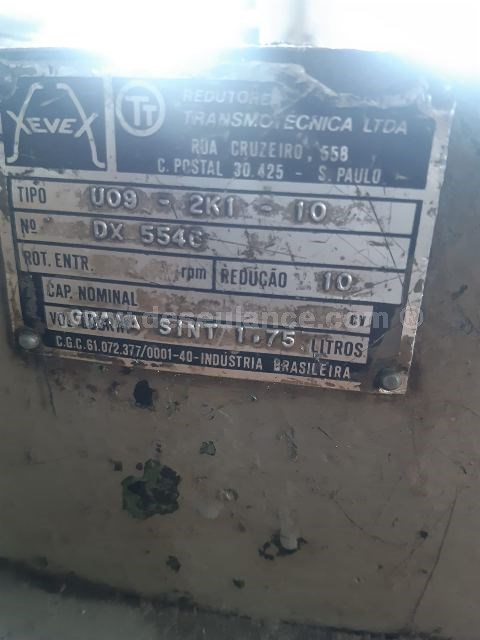 XEVEX
TT
REDUTORES
TRANSMOTÉCNICA LTDA
RUA CRUZEIRO, 558
C. POSTAL 30.425 - S. PAULO
TIPO U09 - 2K1 - 10
Nº DX 5546
ROT. ENTR. rpm REDUÇÃO 10
CAP. NOMINAL CV
VOL. GRAXA SINT 1.75 LITROS
C.G.C. 61.072.377/0001-40 - INDÚSTRIA BRASILEIRA